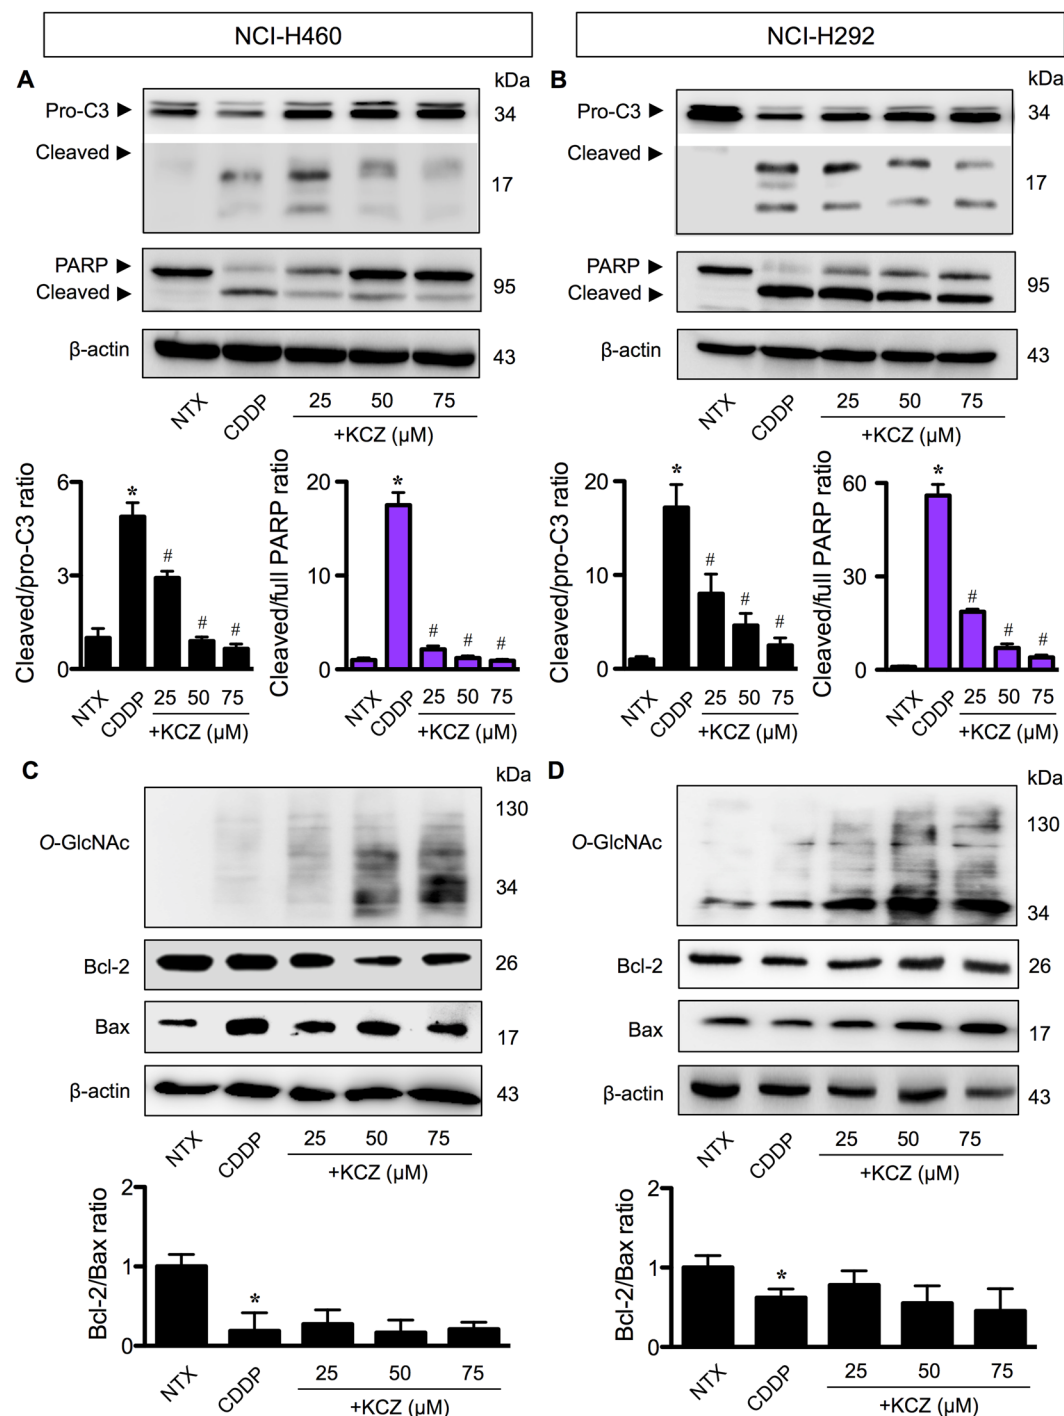 NCI-H460
NCI-H292
A
kDa
Pro-C3 ►
34
Cleaved ►
17
PARP ►
Cleaved ►
95
β-actin
43
NTX
CDDP
25 50 75
+KCZ (µM)
B
kDa
Pro-C3 ►
34
Cleaved ►
17
PARP ►
Cleaved ►
95
β-actin
43
NTX
CDDP
25 50 75
+KCZ (µM)
Cleaved/pro-C3 ratio
6
3
0
*
#
#
#
NTX
CDDP
25 50 75
+KCZ (µM)
Cleaved/full PARP ratio
20
10
0
*
#
#
#
NTX
CDDP
25 50 75
+KCZ (µM)
Cleaved/pro-C3 ratio
20
10
0
*
#
#
#
NTX
CDDP
25 50 75
+KCZ (µM)
Cleaved/full PARP ratio
60
30
0
*
#
#
#
NTX
CDDP
25 50 75
+KCZ (µM)
C
kDa
130
O-GlcNAc
34
Bcl-2
26
Bax
17
β-actin
43
NTX
CDDP
25 50 75
+KCZ (µM)
D
kDa
130
O-GlcNAc
34
Bcl-2
26
Bax
17
β-actin
43
NTX
CDDP
25 50 75
+KCZ (µM)
Bcl-2/Bax ratio
2
1
0
*
NTX
CDDP
25 50 75
+KCZ (µM)
Bcl-2/Bax ratio
2
1
0
*
NTX
CDDP
25 50 75
+KCZ (µM)